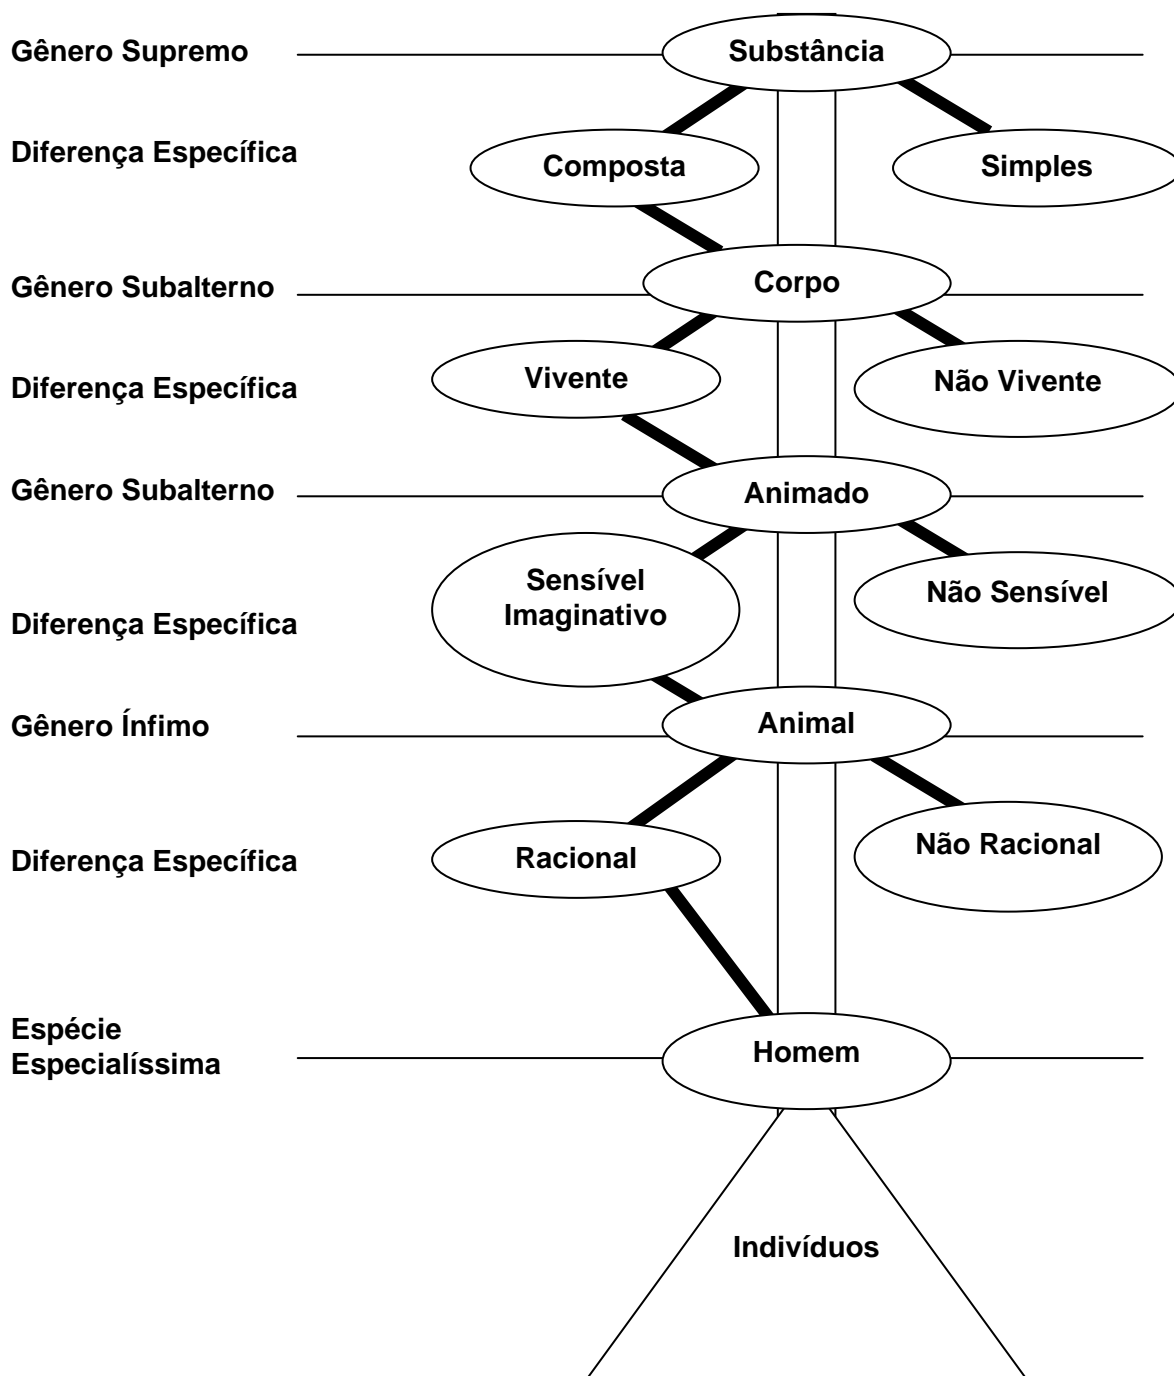 Gênero Supremo
Substância
Diferença Específica
Composta
Simples
Gênero Subalterno
Corpo
Diferença Específica
Vivente
Não Vivente
Gênero Subalterno
Animado
Diferença Específica
Sensível
Imaginativo
Não Sensível
Gênero Ínfimo
Animal
Diferença Específica
Racional
Não Racional
Espécie
Especialíssima
Homem
Indivíduos